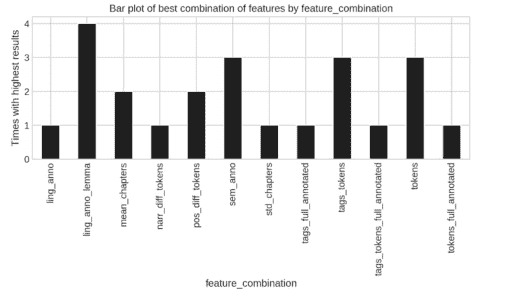 Bar plot of best combination of features by feature_combination
Times with highest results
4
3
2
1
0
ling_anno
ling_anno_lemma
mean_chapters
narr_diff_tokens
pos_diff_tokens
sem_anno
std_chapters
tags_full_annotated
tags_tokens
tags_tokens_full_annotated
tokens
tokens_full_annotated
feature_combination